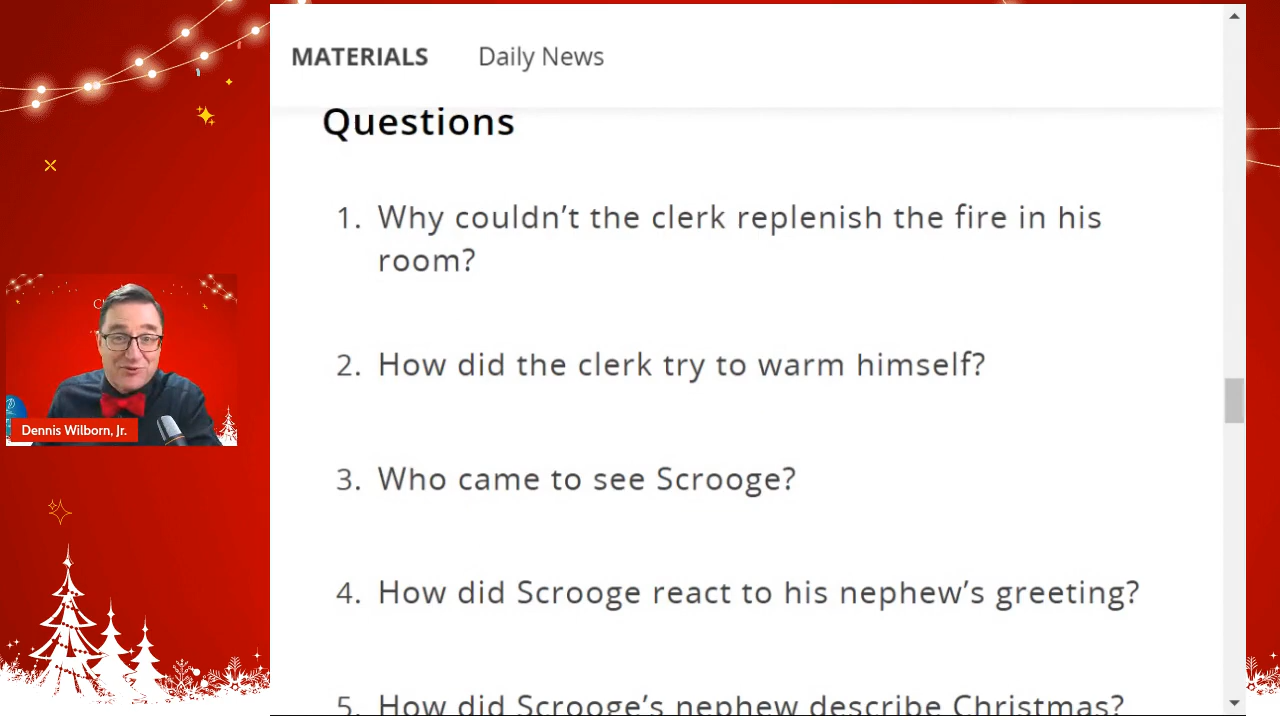 MATERIALS Daily News
Questions
1. Why couldn’t the clerk replenish the fire in his
room?
2. How did the clerk try to warm himself?
3. Who came to see Scrooge?
4. How did Scrooge react to his nephew’s greeting?
5. How did Scrooge’s nephew describe Christmas?
Dennis Wilborn, Jr.